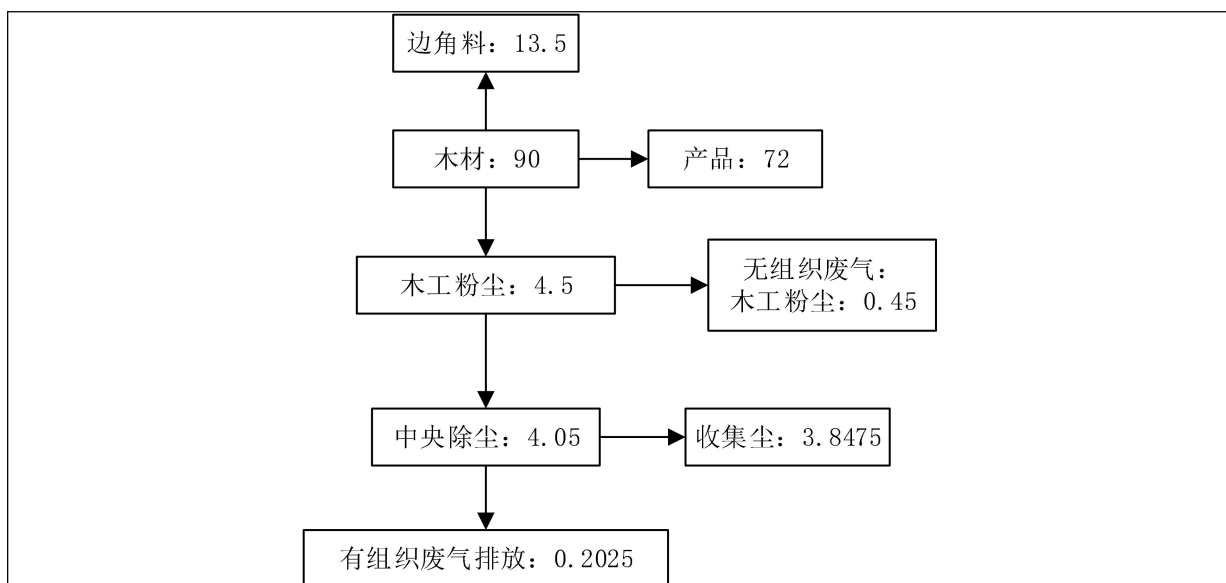 边角料：13.5
木材：90
产品：72
木工粉尘：4.5
无组织废气：
木工粉尘：0.45
中央除尘：4.05
收集尘：3.8475
有组织废气排放：0.2025